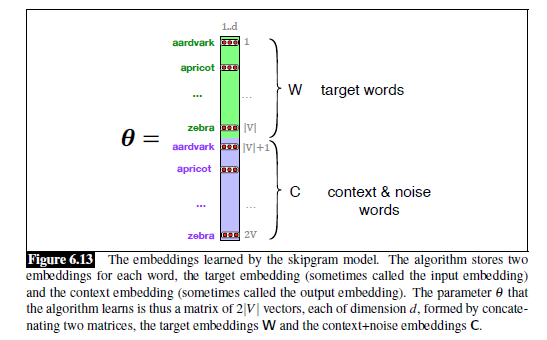 1..d
aardvark 1
apricot
... ...
zebra |V|
aardvark |V|+1
apricot
... ...
zebra 2V
θ =
W target words
C context & noise
words
Figure 6.13 The embeddings learned by the skipgram model. The algorithm stores two
embeddings for each word, the target embedding (sometimes called the input embedding)
and the context embedding (sometimes called the output embedding). The parameter θ that
the algorithm learns is thus a matrix of 2|V| vectors, each of dimension d, formed by concate-
nating two matrices, the target embeddings W and the context+noise embeddings C.